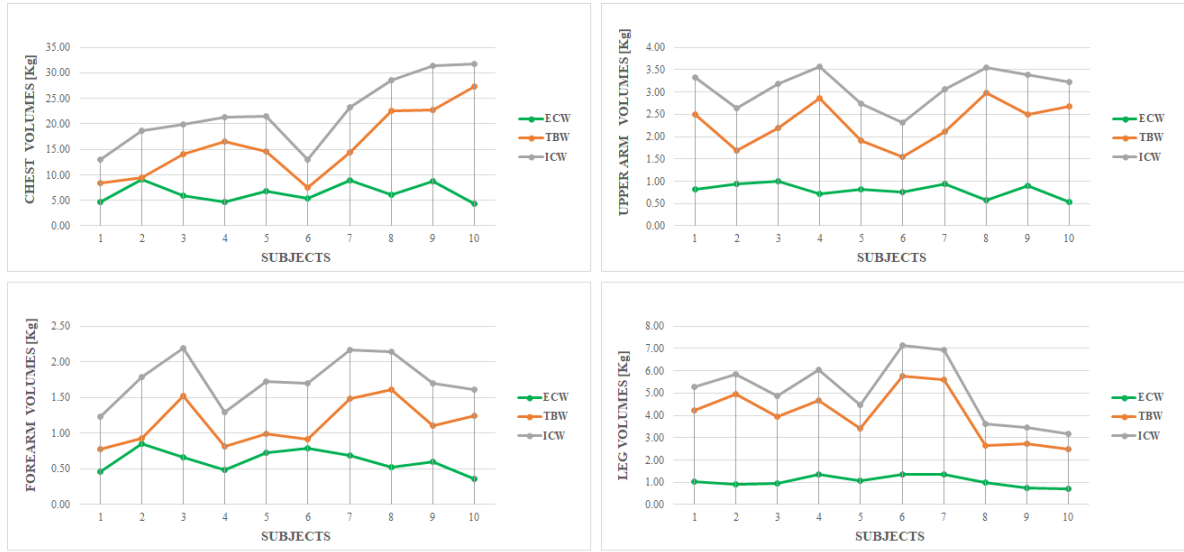 CHEST VOLUMES [Kg]
35.00
30.00
25.00
20.00
15.00
10.00
5.00
0.00
1 2 3 4 5 6 7 8 9 10
SUBJECTS
ECW
TBW
ICW
UPPER ARM VOLUMES [Kg]
4.00
3.50
3.00
2.50
2.00
1.50
1.00
0.50
0.00
1 2 3 4 5 6 7 8 9 10
SUBJECTS
ECW
TBW
ICW
FOREARM VOLUMES [Kg]
2.50
2.00
1.50
1.00
0.50
0.00
1 2 3 4 5 6 7 8 9 10
SUBJECTS
ECW
TBW
ICW
LEG VOLUMES [Kg]
8.00
7.00
6.00
5.00
4.00
3.00
2.00
1.00
0.00
1 2 3 4 5 6 7 8 9 10
SUBJECTS
ECW
TBW
ICW